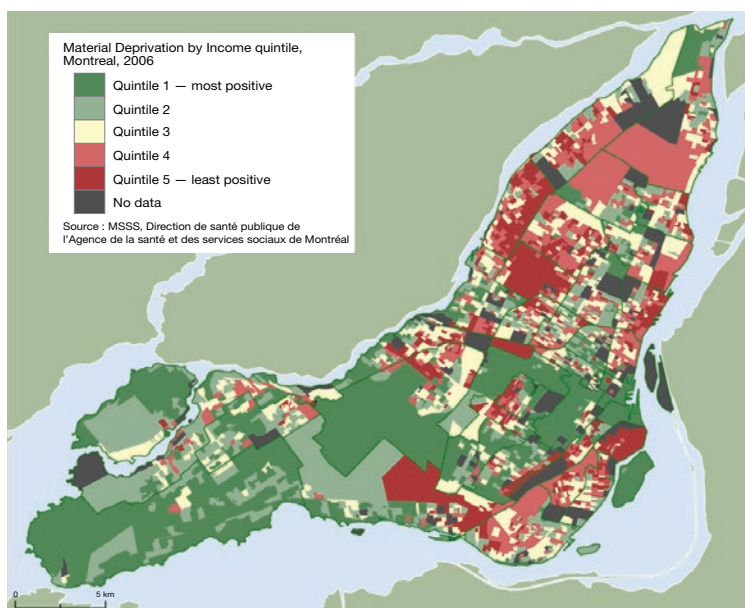 Material Deprivation by Income quintile,
Montreal, 2006
Quintile 1 — most positive
Quintile 2
Quintile 3
Quintile 4
Quintile 5 — least positive
No data
Source : MSSS, Direction de santé publique de
l'Agence de la santé et des services sociaux de Montréal
0 5 km